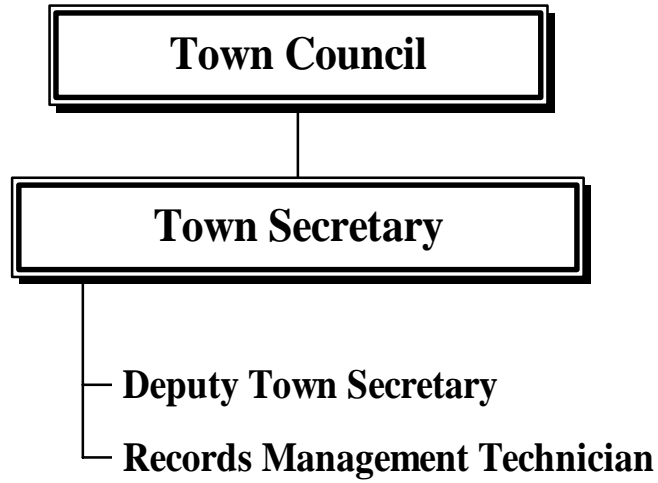 Town Council
Town Secretary
Deputy Town Secretary
Records Management Technician